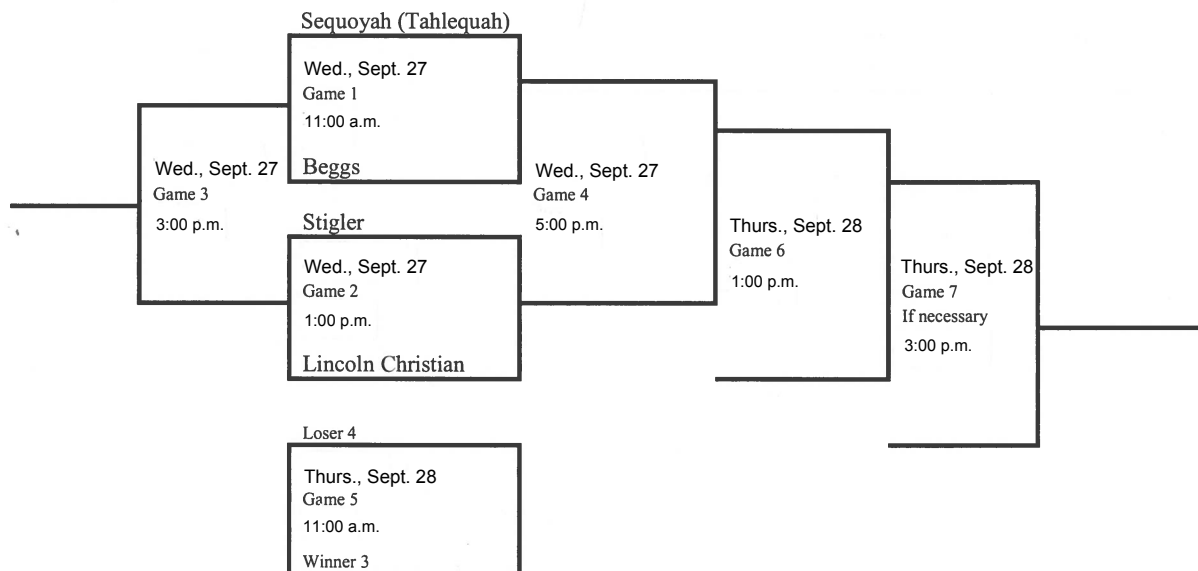 Sequoyah (Tahlequah)
Wed., Sept. 27
Game 1
11:00 a.m.
Beggs
Wed., Sept. 27
Game 3
3:00 p.m.
Wed., Sept. 27
Game 4
5:00 p.m.
Stigler
Wed., Sept. 27
Game 2
1:00 p.m.
Lincoln Christian
Thurs., Sept. 28
Game 6
1:00 p.m.
Thurs., Sept. 28
Game 7
If necessary
3:00 p.m.
Loser 4
Thurs., Sept. 28
Game 5
11:00 a.m.
Winner 3